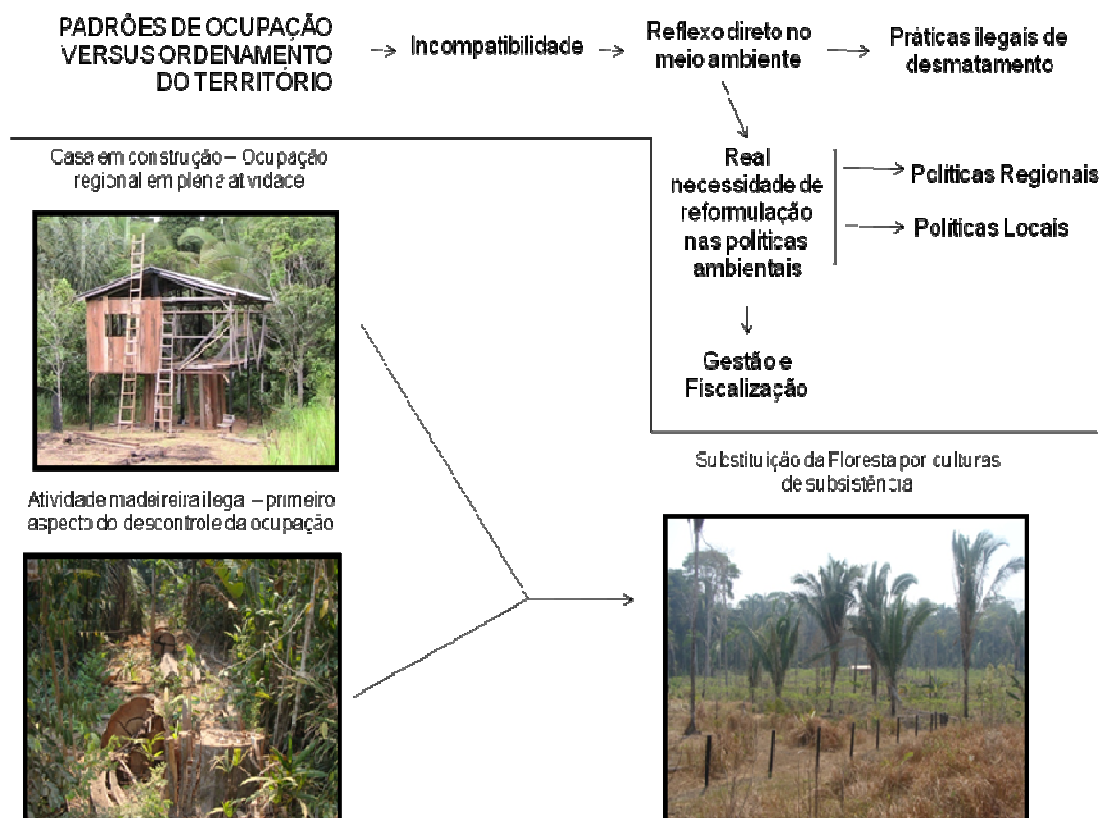 PADRÕES DE OCUPAÇÃO
VERSUS ORDENAMENTO
DO TERRITÓRIO
Incompatibilidade
Reflexo direto no
meio ambiente
Práticas ilegais de
desmatamento
Real
necessidade de
reformulação
nas políticas
ambientais
Políticas Regionais
Políticas Locais
Gestão e
Fiscalização
Casa em construção – Ocupação
regional em plena atividade
Atividade madeireira ilegal – primeiro
aspecto do descontrole da ocupação
Substituição da Floresta por culturas
de subsistência